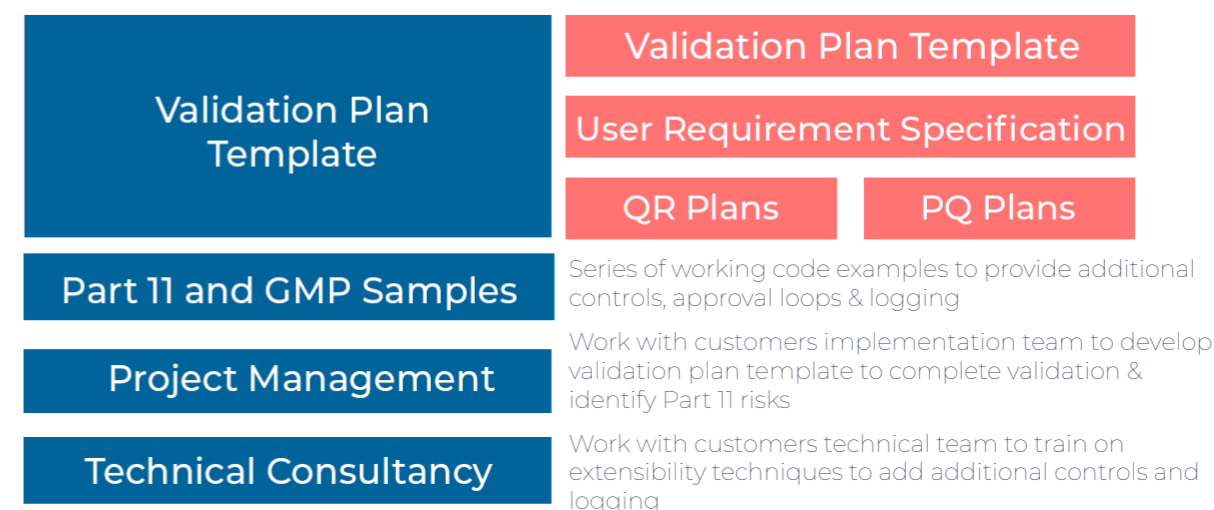 Validation Plan
Template
Validation Plan Template
User Requirement Specification
QR Plans
PQ Plans
Part 11 and GMP Samples
Series of working code examples to provide additional
controls, approval loops & logging
Project Management
Work with customers implementation team to develop
validation plan template to complete validation &
identify Part 11 risks
Technical Consultancy
Work with customers technical team to train on
extensibility techniques to add additional controls and
logging